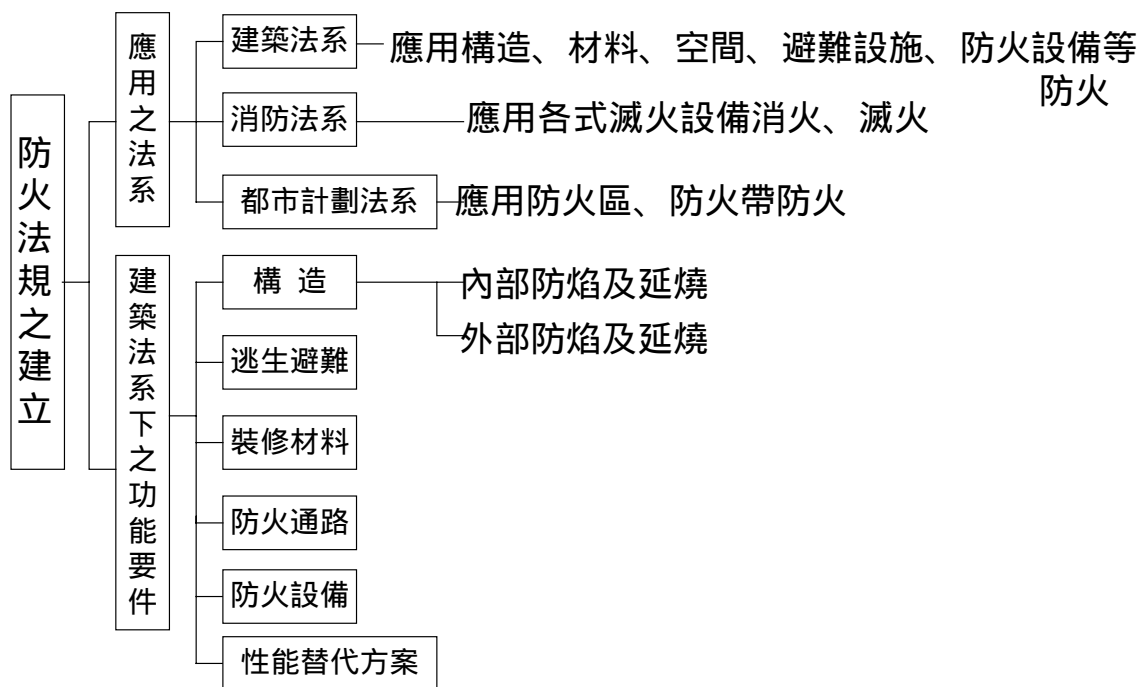 防火法規之建立
應用之法系
建築法系
應用構造、材料、空間、避難設施、防火設備等
防火
消防法系
應用各式滅火設備消火、滅火
都市計劃法系
應用防火區、防火帶防火
建築法系下之功能要件
構 造
內部防焰及延燒
外部防焰及延燒
逃生避難
裝修材料
防火通路
防火設備
性能替代方案